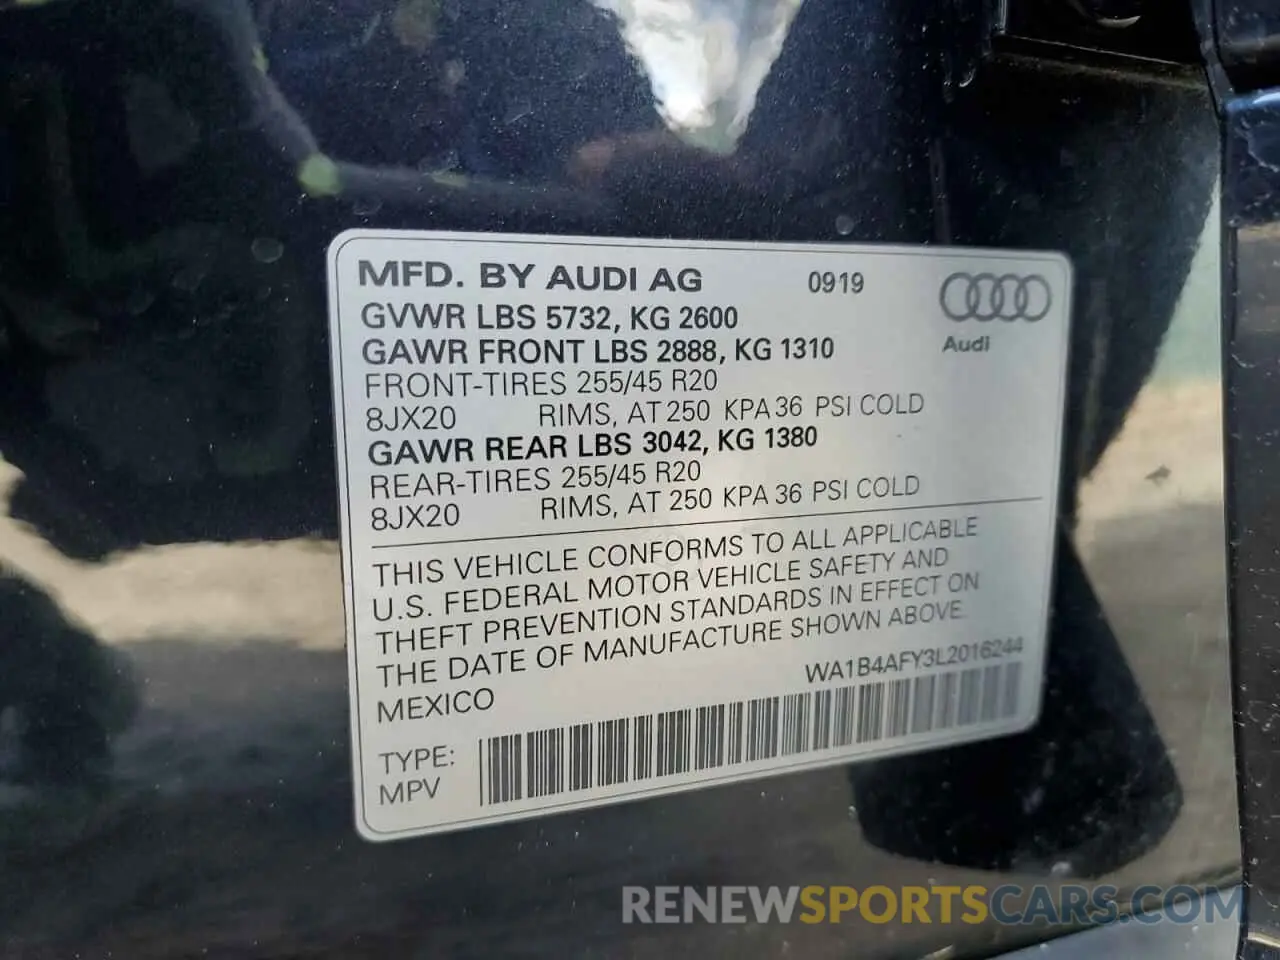 MFD. BY AUDI AG 0919
GVWR LBS 5732, KG 2600
GAWR FRONT LBS 2888, KG 1310
Audi
FRONT-TIRES 255/45 R20
8JX20 RIMS, AT 250 KPA 36 PSI COLD
GAWR REAR LBS 3042, KG 1380
REAR-TIRES 255/45 R20
8JX20 RIMS, AT 250 KPA 36 PSI COLD
THIS VEHICLE CONFORMS TO ALL APPLICABLE
U.S. FEDERAL MOTOR VEHICLE SAFETY AND
THEFT PREVENTION STANDARDS IN EFFECT ON
THE DATE OF MANUFACTURE SHOWN ABOVE.
MEXICO WA1B4AFY3L2016244
TYPE:
MPV
RENEWSPORTSCARS.COM